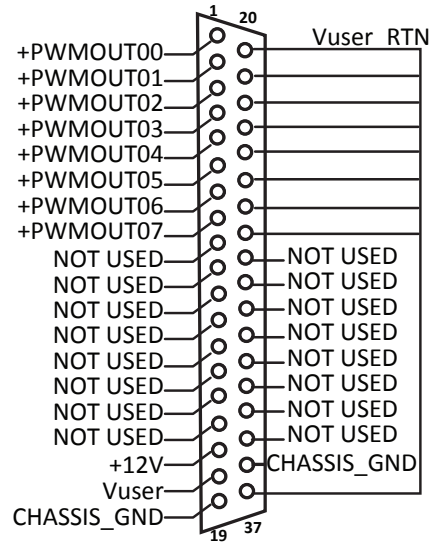 1
20
+PWMOUT00
+PWMOUT01
+PWMOUT02
+PWMOUT03
+PWMOUT04
+PWMOUT05
+PWMOUT06
+PWMOUT07
NOT USED
NOT USED
NOT USED
NOT USED
NOT USED
NOT USED
NOT USED
NOT USED
+12V
Vuser
CHASSIS_GND
Vuser RTN
NOT USED
NOT USED
NOT USED
NOT USED
NOT USED
NOT USED
NOT USED
NOT USED
CHASSIS_GND
19
37